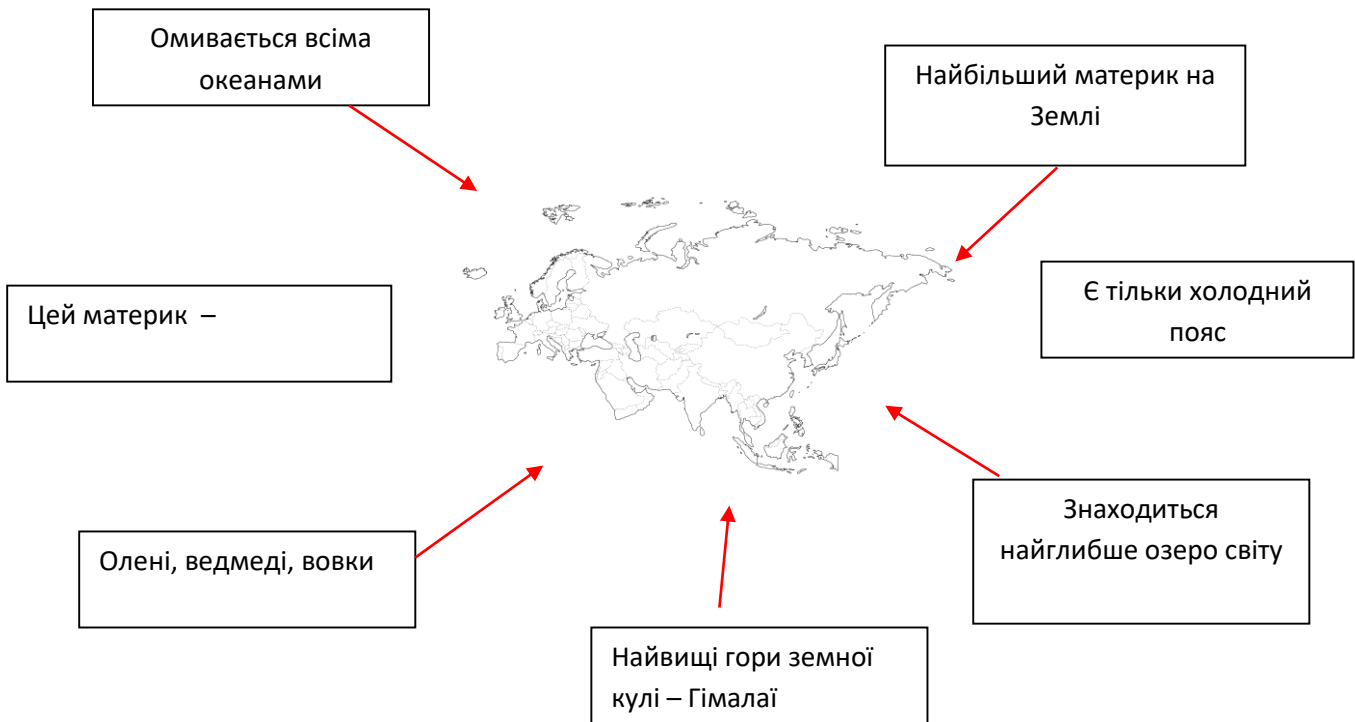 Омивається всіма
океанами
Найбільший материк на
Землі
Цей материк –
Є тільки холодний
пояс
Олені, ведмеді, вовки
Знаходиться
найглибше озеро світу
Найвищі гори земної
кулі – Гімалаї